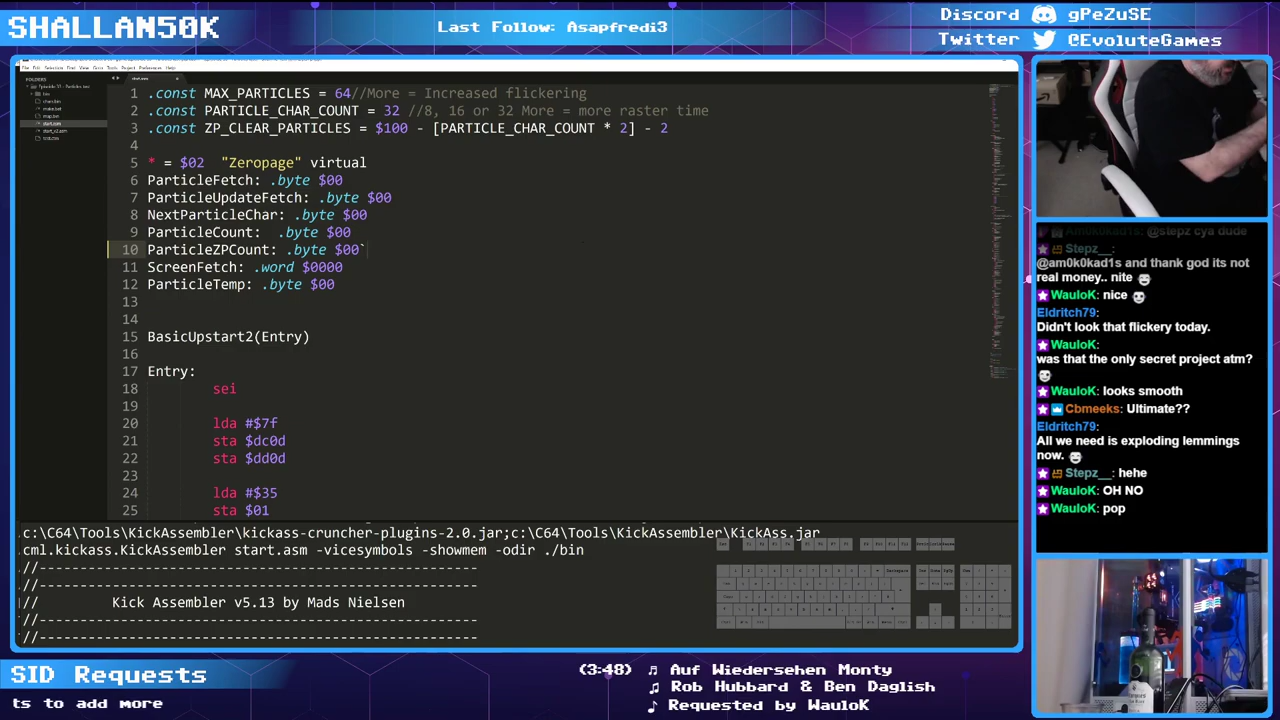 SHALLAN50K
Last Follow: Asapfredi3
Discord gPeZuSE
Twitter @EvoluteGames
FOLDERS
1 .const MAX_PARTICLES = 64//More = Increased flickering
2 .const PARTICLE_CHAR_COUNT = 32 //8, 16 or 32 More = more raster time
3 .const ZP_CLEAR_PARTICLES = $100 - [PARTICLE_CHAR_COUNT * 2] - 2
4
5 * = $02 "Zeropage" virtual
6 ParticleFetch: .byte $00
7 ParticleUpdateFetch: .byte $00
8 NextParticleChar: .byte $00
9 ParticleCount: .byte $00
10 ParticleZPCount: .byte $00`
11 ScreenFetch: .word $0000
12 ParticleTemp: .byte $00
13
14
15 BasicUpstart2(Entry)
16
17 Entry:
18 sei
19
20 lda #$7f
21 sta $dc0d
22 sta $dd0d
23
24 lda #$35
25 sta $01
c:\C64\Tools\KickAssembler\kickass-cruncher-plugins-2.0.jar;c:\C64\Tools\KickAssembler\KickAss.jar
cml.kickass.KickAssembler start.asm -vicesymbols -showmem -odir ./bin
//------------------------------------------------------
//------------------------------------------------------
// Kick Assembler v5.13 by Mads Nielsen
//------------------------------------------------------
//------------------------------------------------------
Am0k0kad1s: @stepz cya dude
Stepz__:
@am0k0kad1s and thank god its not
real money.. nite
WauloK: nice
Eldritch79:
Didn't look that flickery today.
WauloK:
was that the only secret project atm?
WauloK: looks smooth
Cbmeeks: Ultimate??
Eldritch79:
All we need is exploding lemmings
now.
Stepz__: hehe
WauloK: OH NO
WauloK: pop
SID Requests
ts to add more
(3:48) ♫ Auf Wiedersehen Monty
♫ Rob Hubbard & Ben Daglish
♪ Requested by WauloK